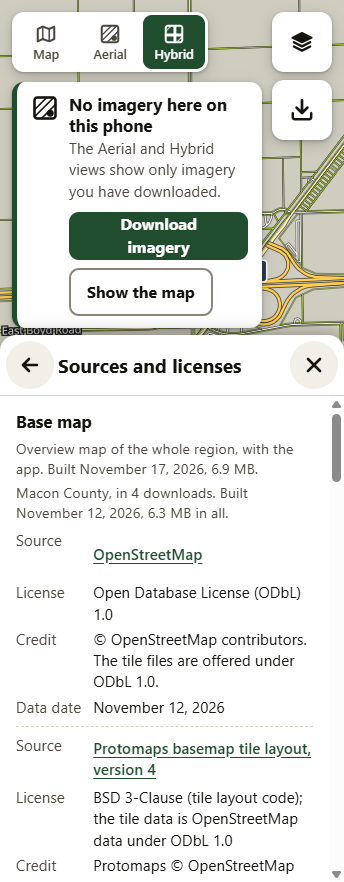 Map
Aerial
Hybrid
No imagery here on
this phone
The Aerial and Hybrid
views show only imagery
you have downloaded.
Download
imagery
Show the map
East Boyd Road
Sources and licenses
Base map
Overview map of the whole region, with the
app. Built November 17, 2026, 6.9 MB.
Macon County, in 4 downloads. Built
November 12, 2026, 6.3 MB in all.
Source
OpenStreetMap
License
Open Database License (ODbL)
1.0
Credit
© OpenStreetMap contributors.
The tile files are offered under
ODbL 1.0.
Data date
November 12, 2026
Source
Protomaps basemap tile layout,
version 4
License
BSD 3-Clause (tile layout code);
the tile data is OpenStreetMap
data under ODbL 1.0
Credit
Protomaps © OpenStreetMap